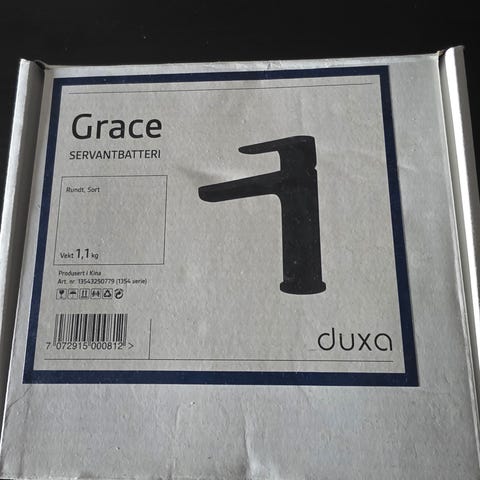 Grace
SERVANTBATTERI
Rundt, Sort
Vekt 1,1 kg
Produsert i Kina
Art. nr. 13543250779 (1354 serie)
7 072915 000812 >
duxa